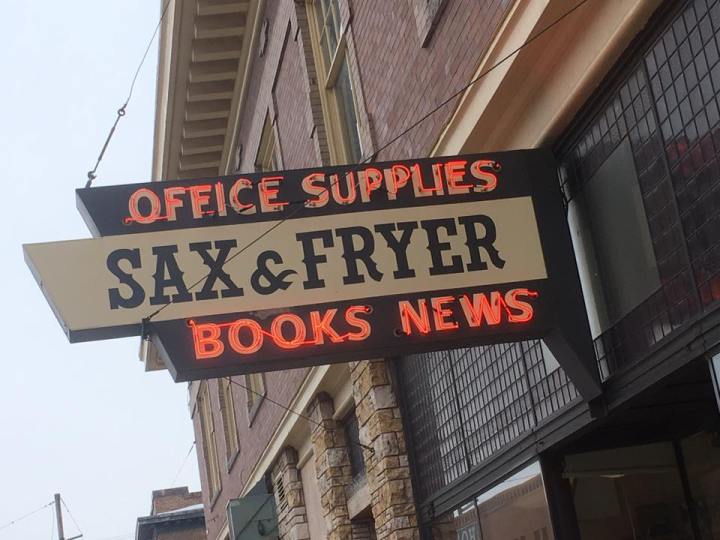 OFFICE SUPPLIES
SAX & FRYER
BOOKS NEWS